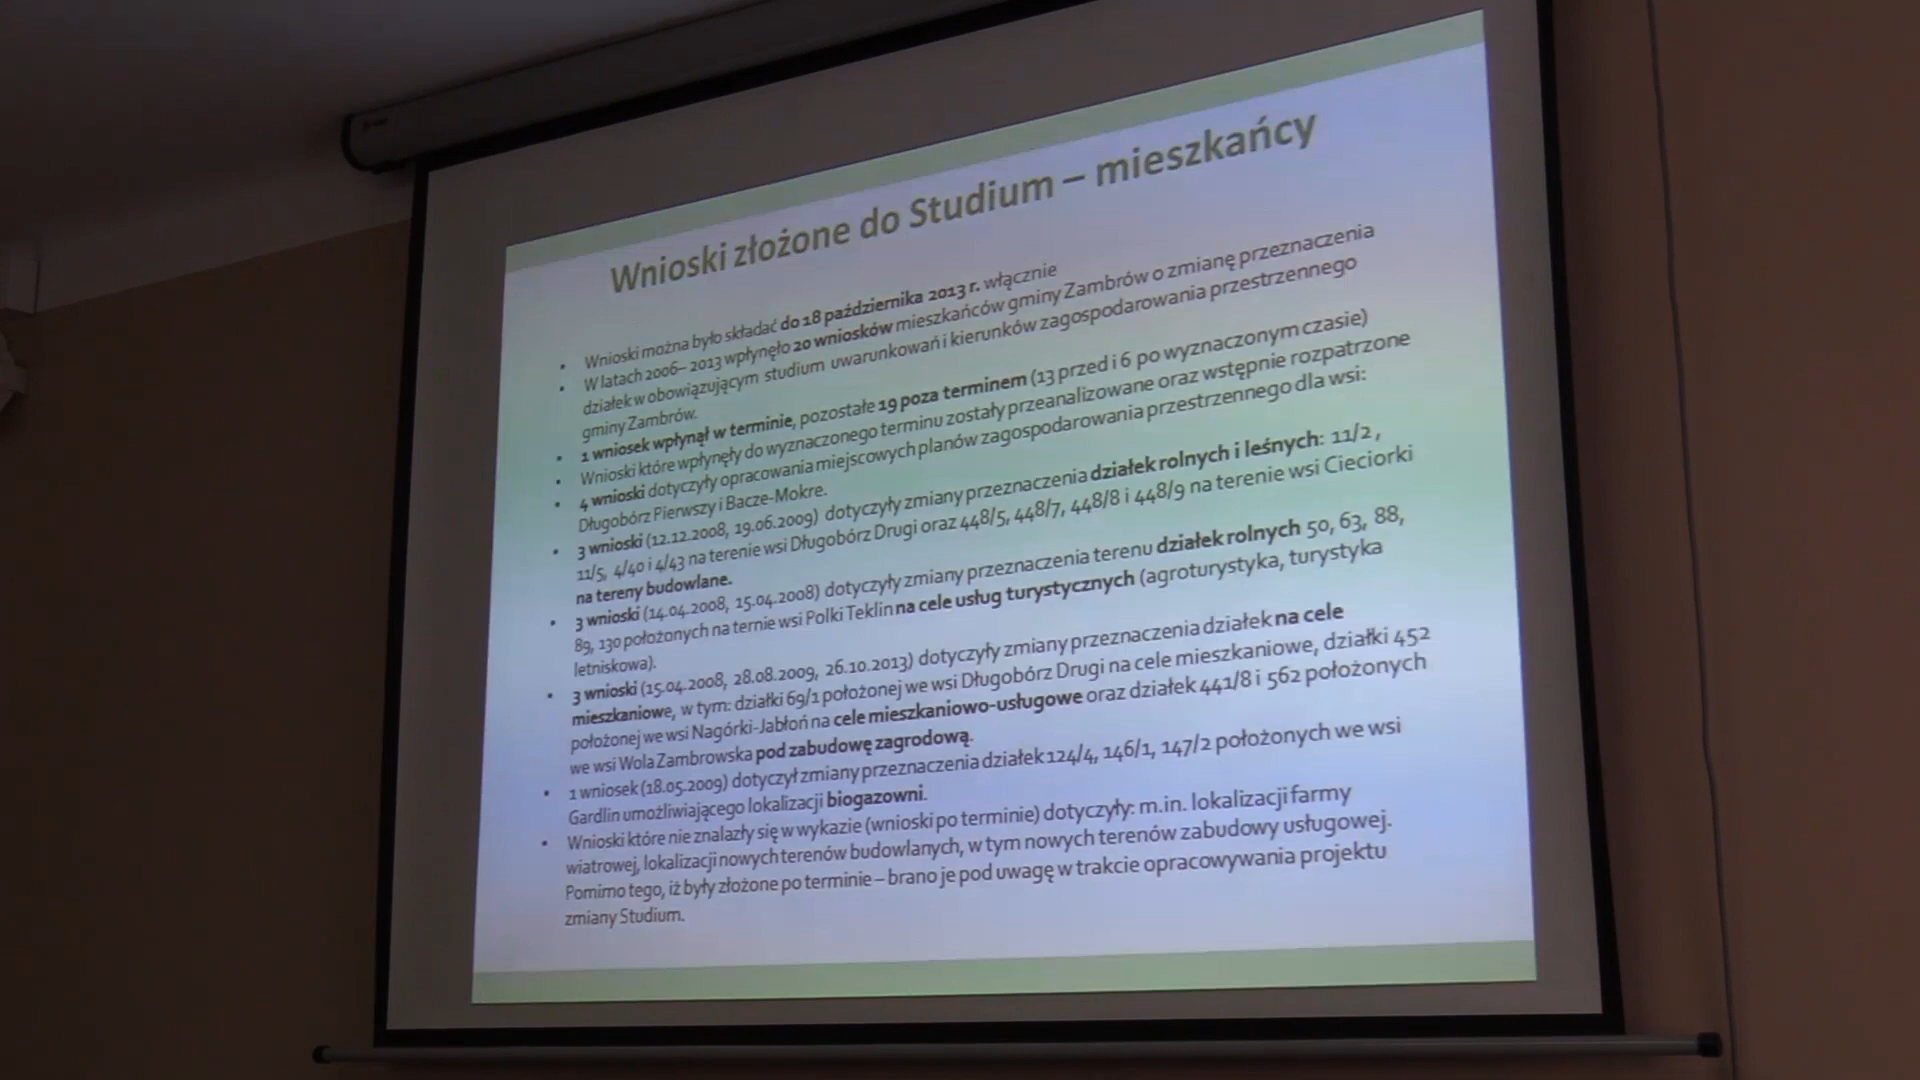 Wnioski złożone do Studium – mieszkańcy
• Wnioski można było składać do 18 października 2013 r. włącznie
• W latach 2006– 2013 wpłynęło 20 wniosków mieszkańców gminy Zambrów o zmianę przeznaczenia
działek w obowiązującym studium uwarunkowań i kierunków zagospodarowania przestrzennego
gminy Zambrów.
• 1 wniosek wpłynął w terminie, pozostałe 19 poza terminem (13 przed i 6 po wyznaczonym czasie)
• Wnioski które wpłynęły do wyznaczonego terminu zostały przeanalizowane oraz wstępnie rozpatrzone
• 4 wnioski dotyczyły opracowania miejscowych planów zagospodarowania przestrzennego dla wsi:
Długobórz Pierwszy i Bacze-Mokre.
• 3 wnioski (12.12.2008, 19.06.2009) dotyczyły zmiany przeznaczenia działek rolnych i leśnych: 11/2,
11/5, 4/40 i 4/43 na terenie wsi Długobórz Drugi oraz 448/5, 448/7, 448/8 i 448/9 na terenie wsi Cieciorki
na tereny budowlane.
• 3 wnioski (14.04.2008, 15.04.2008) dotyczyły zmiany przeznaczenia terenu działek rolnych 50, 63, 88,
89, 130 położonych na ternie wsi Polki Teklin na cele usług turystycznych (agroturystyka, turystyka
letniskowa).
• 3 wnioski (15.04.2008, 28.08.2009, 26.10.2013) dotyczyły zmiany przeznaczenia działek na cele
mieszkaniowe, w tym: działki 69/1 położonej we wsi Długobórz Drugi na cele mieszkaniowe, działki 452
położonej we wsi Nagórki-Jabłoń na cele mieszkaniowo-usługowe oraz działek 441/8 i 562 położonych
we wsi Wola Zambrowska pod zabudowę zagrodową.
• 1 wniosek (18.05.2009) dotyczył zmiany przeznaczenia działek 124/4, 146/1, 147/2 położonych we wsi
Gardlin umożliwiającego lokalizacji biogazowni.
• Wnioski które nie znalazły się w wykazie (wnioski po terminie) dotyczyły: m.in. lokalizacji farmy
wiatrowej, lokalizacji nowych terenów budowlanych, w tym nowych terenów zabudowy usługowej.
Pomimo tego, iż były złożone po terminie – brano je pod uwagę w trakcie opracowywania projektu
zmiany Studium.